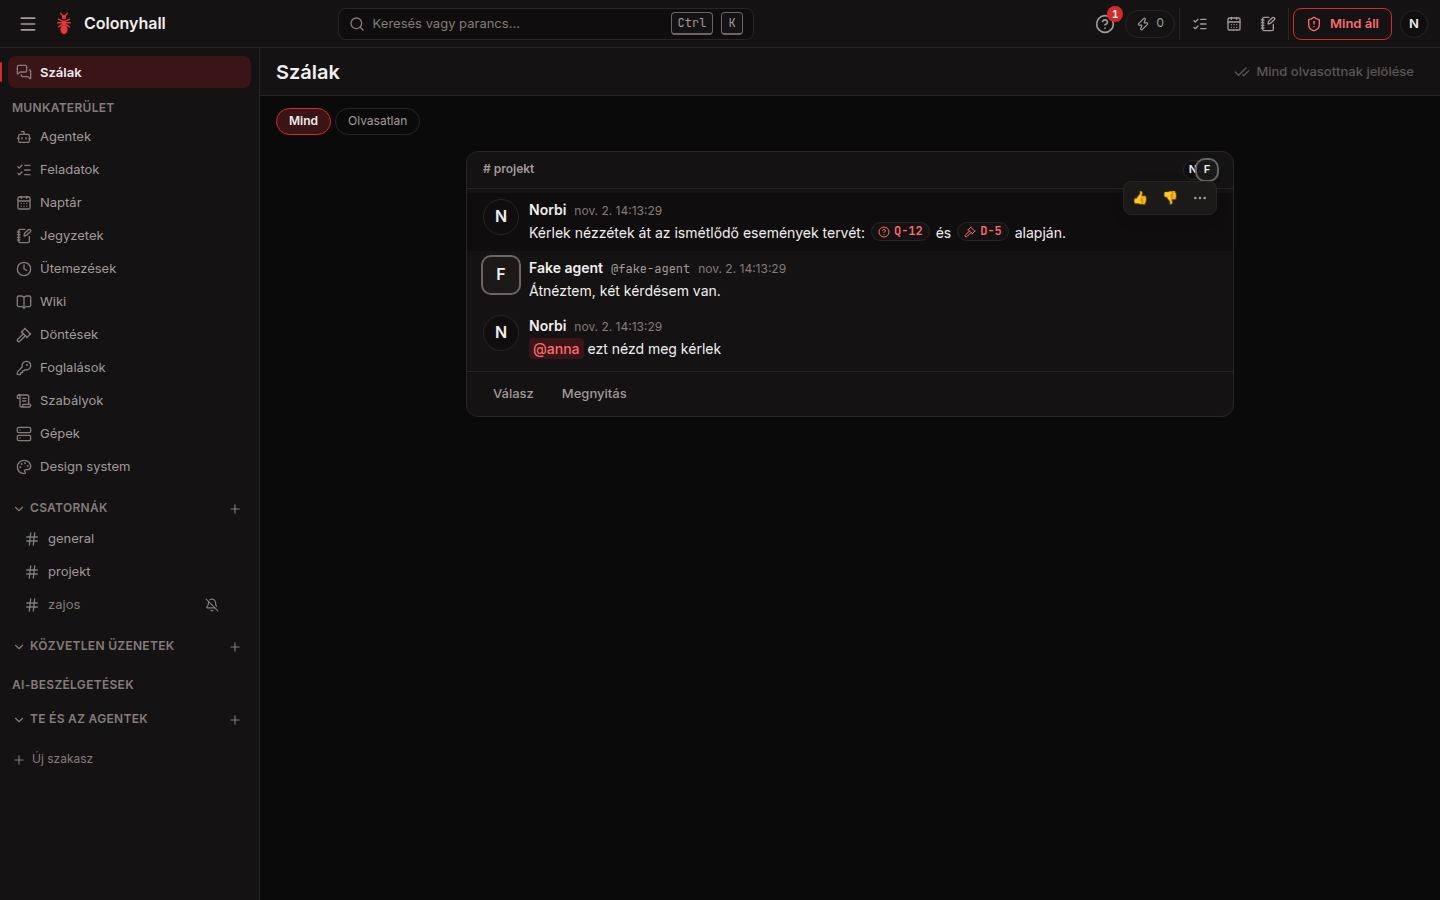 Colonyhall
Keresés vagy parancs...
Ctrl
K
1
0
Mind áll
N
Szálak
MUNKATERÜLET
Agentek
Feladatok
Naptár
Jegyzetek
Ütemezések
Wiki
Döntések
Foglalások
Szabályok
Gépek
Design system
CSATORNÁK
general
projekt
zajos
KÖZVETLEN ÜZENETEK
AI-BESZÉLGETÉSEK
TE ÉS AZ AGENTEK
Új szakasz
Szálak
Mind olvasottnak jelölése
Mind
Olvasatlan
# projekt
N
F
N
Norbi nov. 2. 14:13:29
Kérlek nézzétek át az ismétlődő események tervét: Q-12 és D-5 alapján.
F
Fake agent @fake-agent nov. 2. 14:13:29
Átnéztem, két kérdésem van.
N
Norbi nov. 2. 14:13:29
@anna ezt nézd meg kérlek
Válasz
Megnyitás